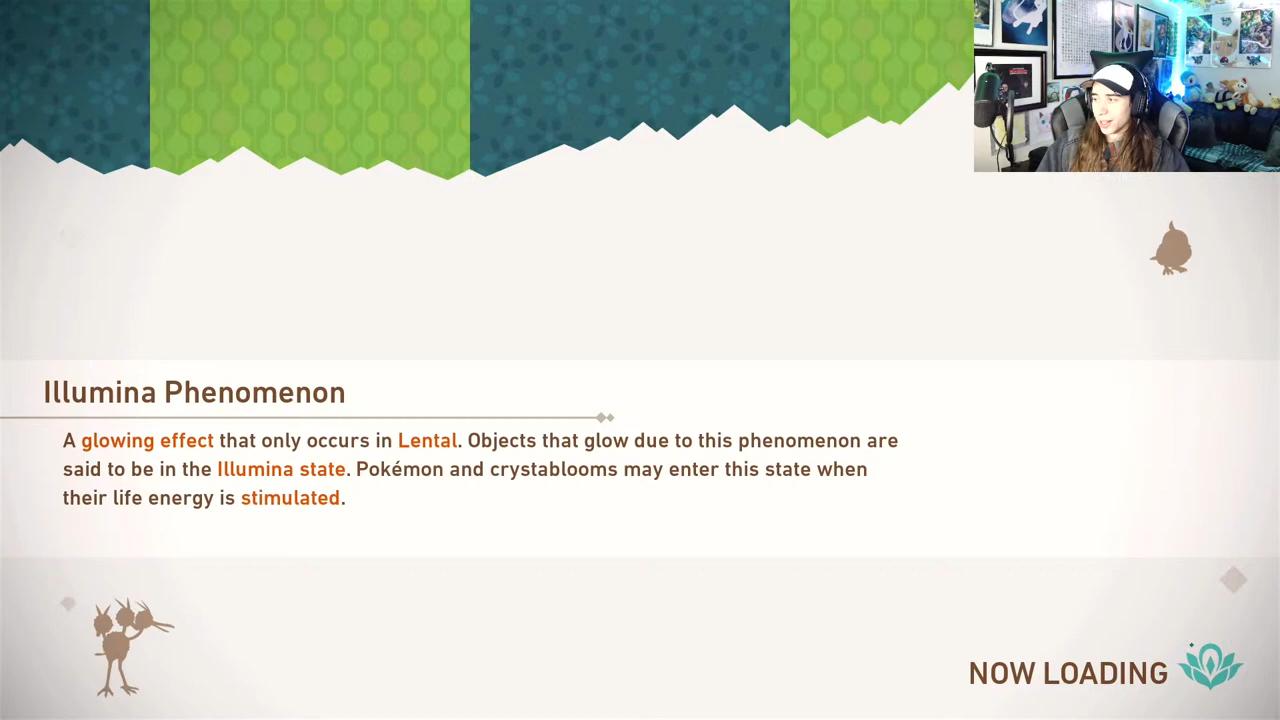 Illumina Phenomenon
A glowing effect that only occurs in Lental. Objects that glow due to this phenomenon are
said to be in the Illumina state. Pokémon and crystablooms may enter this state when
their life energy is stimulated.
NOW LOADING